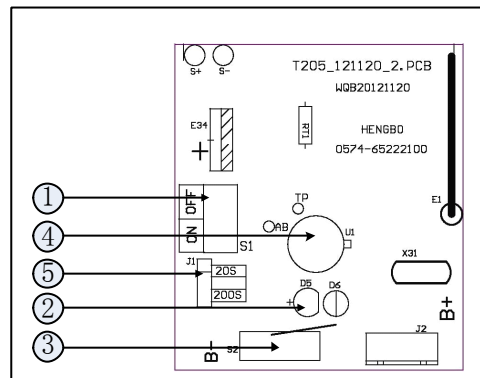 S+ S-
T205_121120_2.PCB
WQB20121120
E34
+
RT1
HENGBO
0574-65222100
1
OFF
ON
S1
TP
E1
4
AB
U1
5
J1
20S
200S
X31
2
+
D5
D6
B+
3
B-
S2
J2